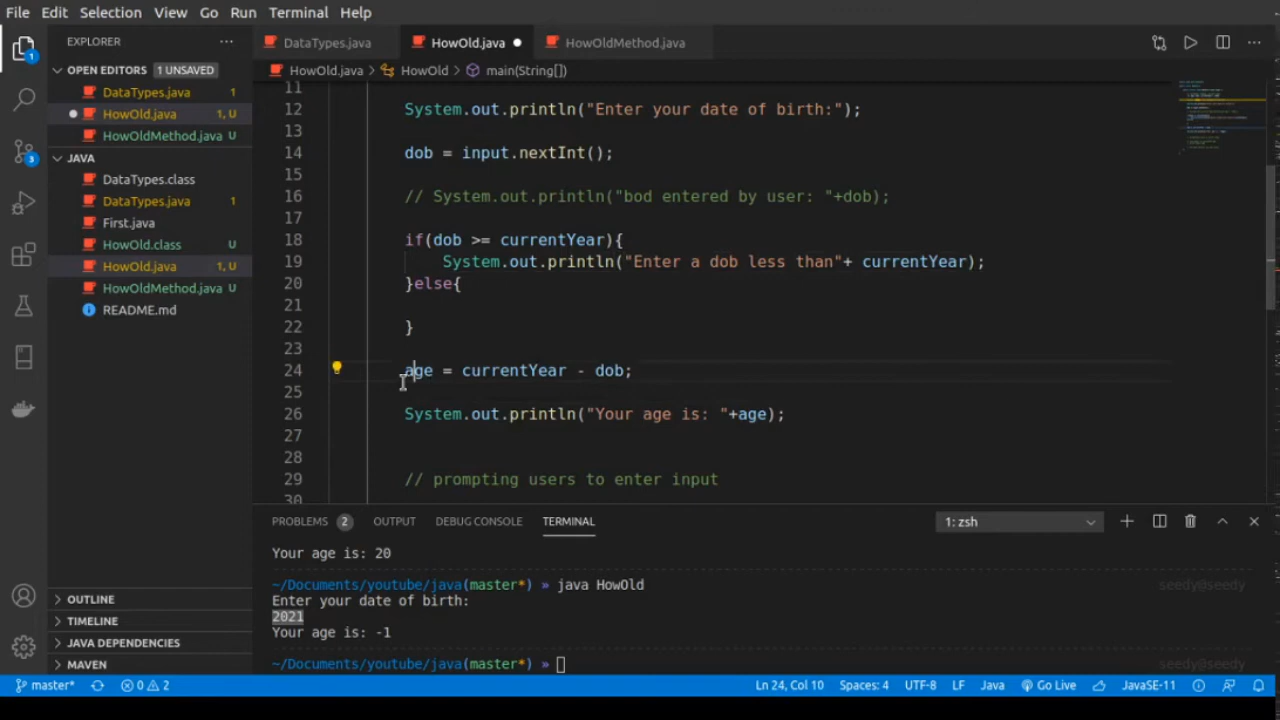 File Edit Selection View Go Run Terminal Help
EXPLORER
OPEN EDITORS 1 UNSAVED
DataTypes.java 1
HowOld.java 1, U
HowOldMethod.java U
JAVA
DataTypes.class
DataTypes.java 1
First.java
HowOld.class U
HowOld.java 1, U
HowOldMethod.java U
README.md
OUTLINE
TIMELINE
JAVA DEPENDENCIES
MAVEN
1
3
DataTypes.java HowOld.java HowOldMethod.java
HowOld.java > HowOld > main(String[])
11
12 System.out.println("Enter your date of birth:");
13
14 dob = input.nextInt();
15
16 // System.out.println("bod entered by user: "+dob);
17
18 if(dob >= currentYear){
19 System.out.println("Enter a dob less than"+ currentYear);
20 }else{
21
22 }
23
24 age = currentYear - dob;
25
26 System.out.println("Your age is: "+age);
27
28
29 // prompting users to enter input
30
PROBLEMS 2 OUTPUT DEBUG CONSOLE TERMINAL 1: zsh
Your age is: 20
~/Documents/youtube/java(master*) » java HowOld seedy@seedy
Enter your date of birth:
2021
Your age is: -1
~/Documents/youtube/java(master*) » seedy@seedy
master* 0 2 Ln 24, Col 10 Spaces: 4 UTF-8 LF Java Go Live JavaSE-11